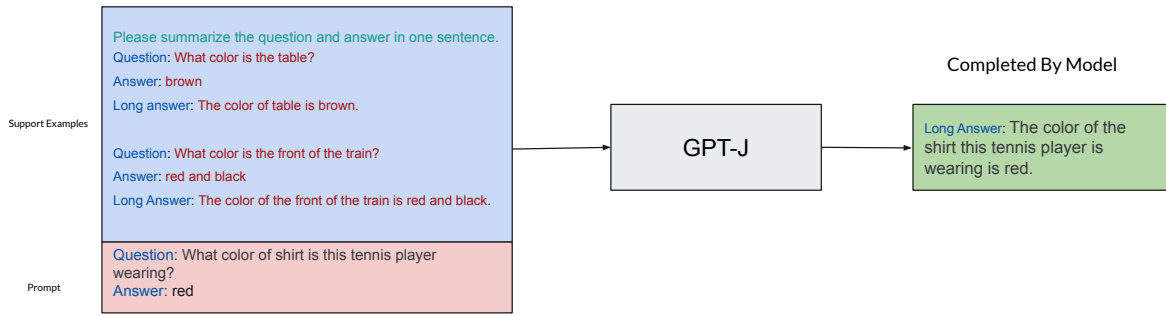 Please summarize the question and answer in one sentence.
Question: What color is the table?
Answer: brown
Long answer: The color of table is brown.
Support Examples
Question: What color is the front of the train?
Answer: red and black
Long Answer: The color of the front of the train is red and black.
Question: What color of shirt is this tennis player
wearing?
Answer: red
Prompt
GPT-J
Completed By Model
Long Answer: The color of the
shirt this tennis player is
wearing is red.